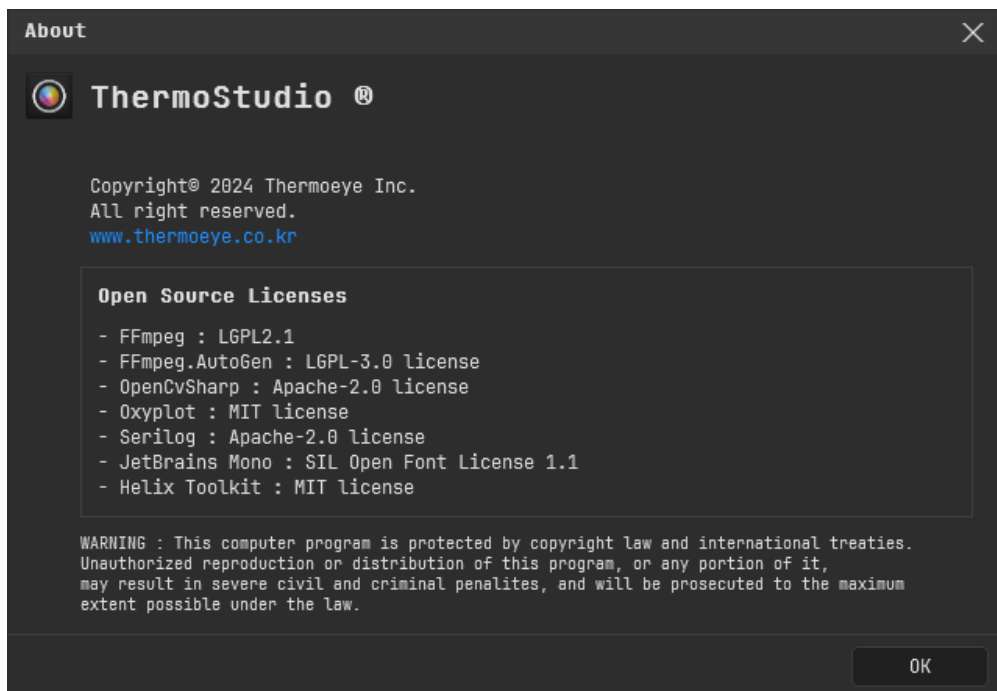 About
ThermoStudio ®
Copyright© 2024 Thermoeye Inc.
All right reserved.
www.thermoeye.co.kr
Open Source Licenses
- FFmpeg : LGPL2.1
- FFmpeg.AutoGen : LGPL-3.0 license
- OpenCvSharp : Apache-2.0 license
- Oxyplot : MIT license
- Serilog : Apache-2.0 license
- JetBrains Mono : SIL Open Font License 1.1
- Helix Toolkit : MIT license
WARNING : This computer program is protected by copyright law and international treaties.
Unauthorized reproduction or distribution of this program, or any portion of it,
may result in severe civil and criminal penalites, and will be prosecuted to the maximum
extent possible under the law.
OK